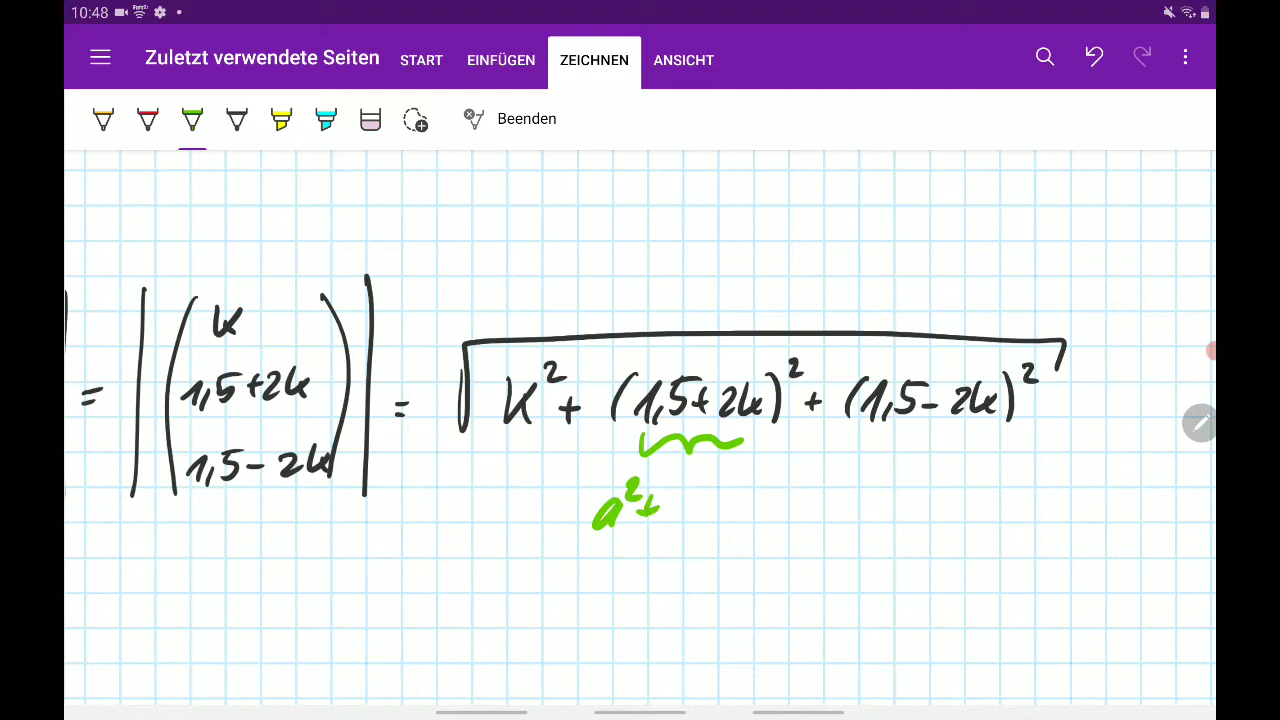 10:48
Zuletzt verwendete Seiten START EINFÜGEN ZEICHNEN ANSICHT
Beenden
= |(k
1,5+2k
1,5-2k)| = √(k² + (1,5+2k)² + (1,5-2k)²)
a²+